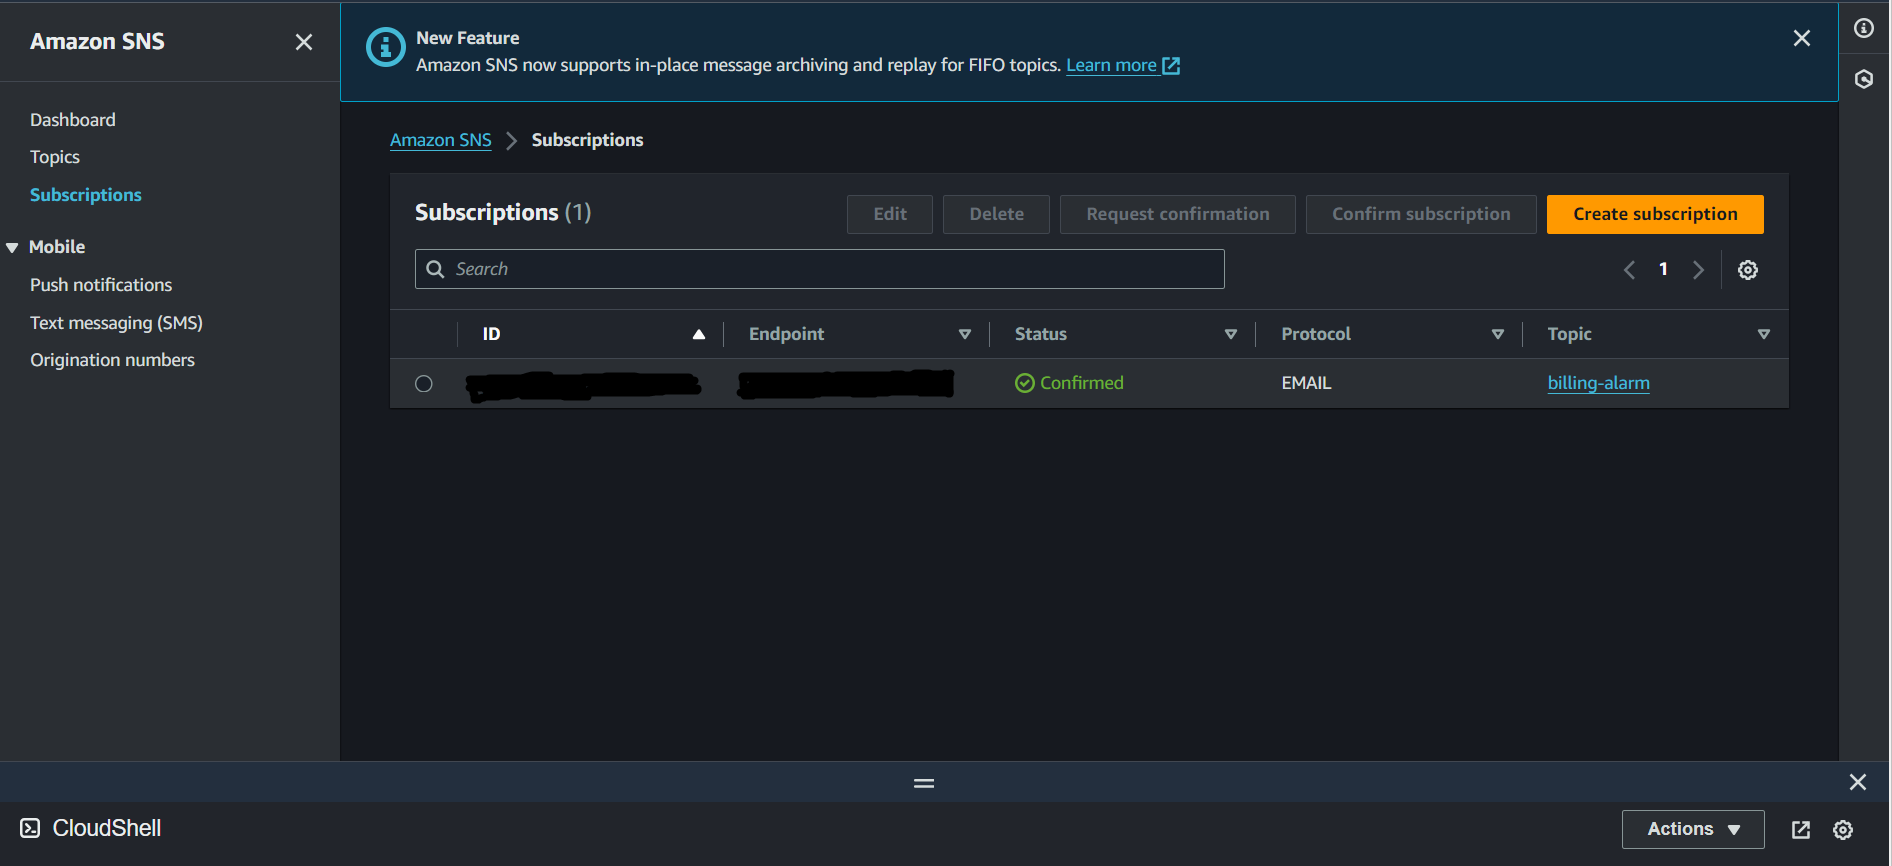 Amazon SNS
Dashboard
Topics
Subscriptions
Mobile
Push notifications
Text messaging (SMS)
Origination numbers
New Feature
Amazon SNS now supports in-place message archiving and replay for FIFO topics. Learn more
Amazon SNS > Subscriptions
Subscriptions (1)
Edit
Delete
Request confirmation
Confirm subscription
Create subscription
Search
1
ID Endpoint Status Protocol Topic
Confirmed EMAIL billing-alarm
CloudShell
Actions